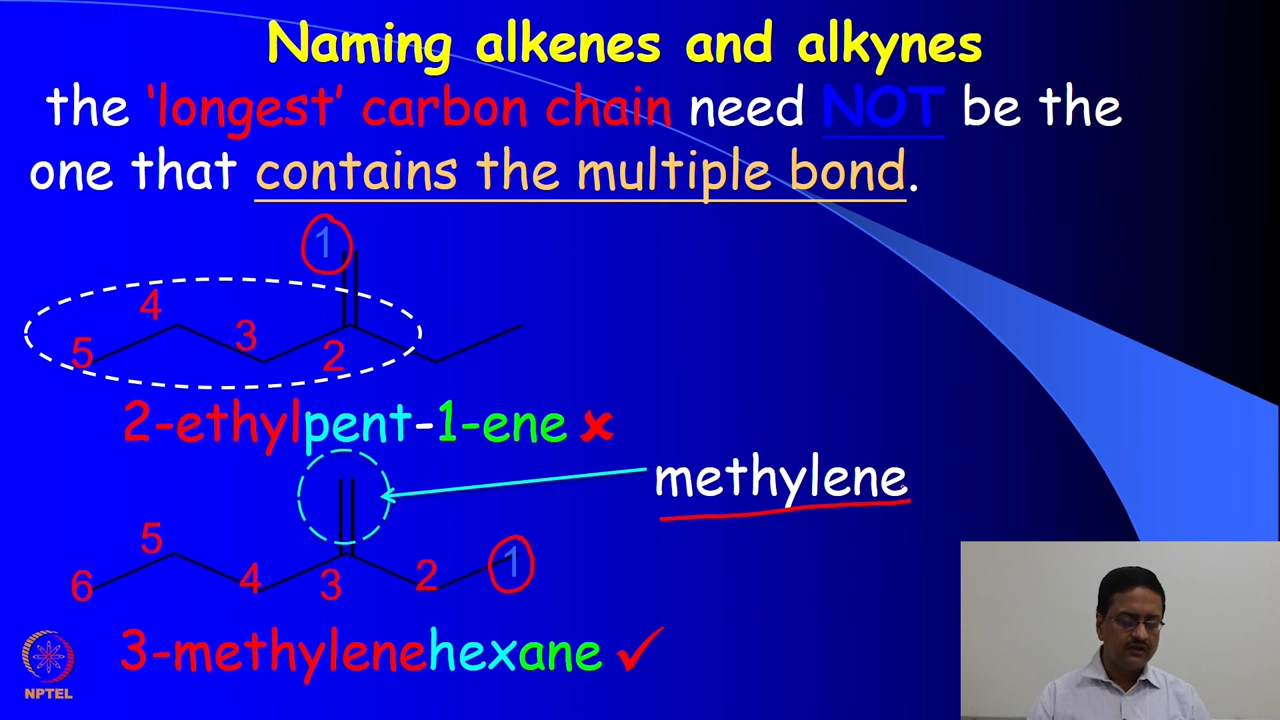 Naming alkenes and alkynes
the 'longest' carbon chain need NOT be the
one that contains the multiple bond.
1
4
3
5
2
2-ethylpent-1-ene ✘
methylene
5
1
6
4
3
2
3-methylenehexane ✓
NPTEL